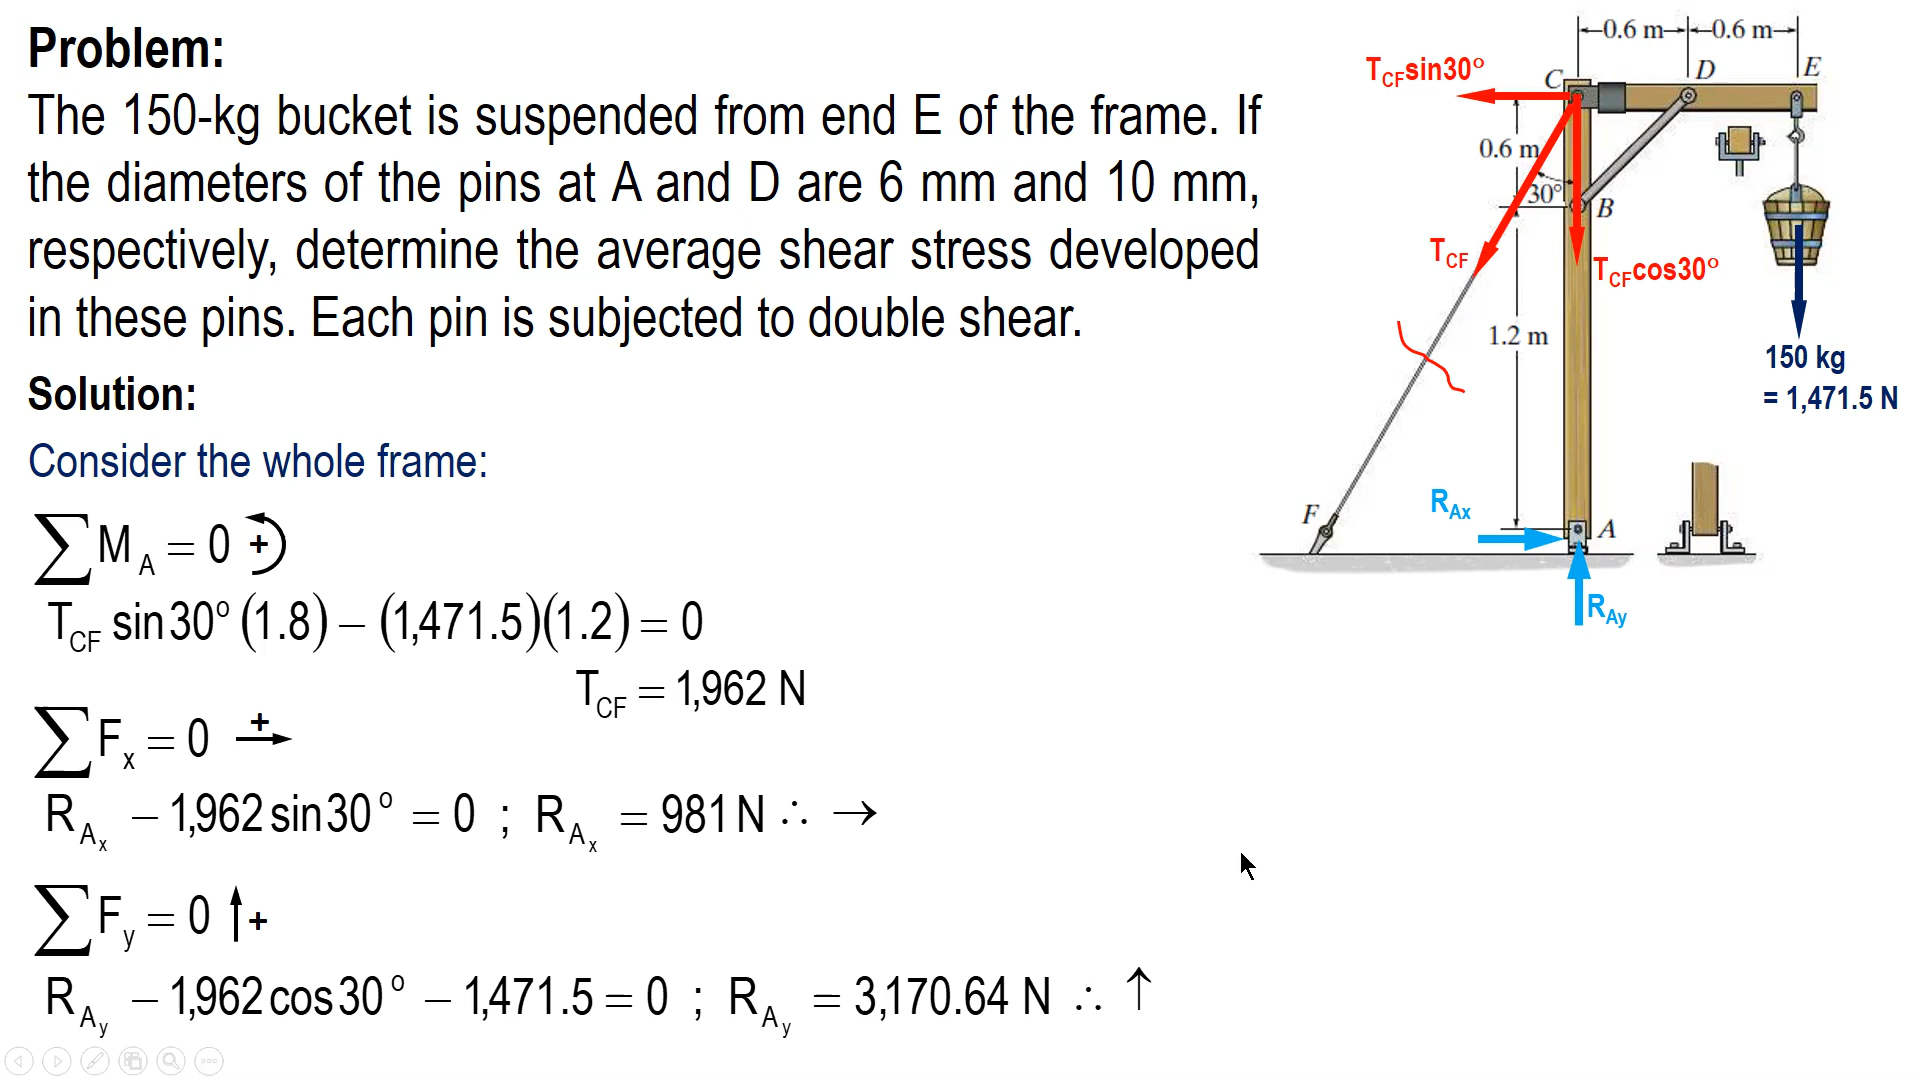 Problem:
The 150-kg bucket is suspended from end E of the frame. If
the diameters of the pins at A and D are 6 mm and 10 mm,
respectively, determine the average shear stress developed
in these pins. Each pin is subjected to double shear.
Solution:
Consider the whole frame:
∑M_A = 0 +
T_CF sin30° (1.8) – (1,471.5)(1.2) = 0
T_CF = 1,962 N
∑F_x = 0 + →
R_Ax – 1,962 sin30° = 0 ; R_Ax = 981 N ∴ →
∑F_y = 0 ↑ +
R_Ay – 1,962 cos30° – 1,471.5 = 0 ; R_Ay = 3,170.64 N ∴ ↑
0.6 m 0.6 m
T_CF sin30°
C
D
E
0.6 m
30°
B
T_CF
T_CF cos30°
1.2 m
150 kg
= 1,471.5 N
R_Ax
F
A
R_Ay